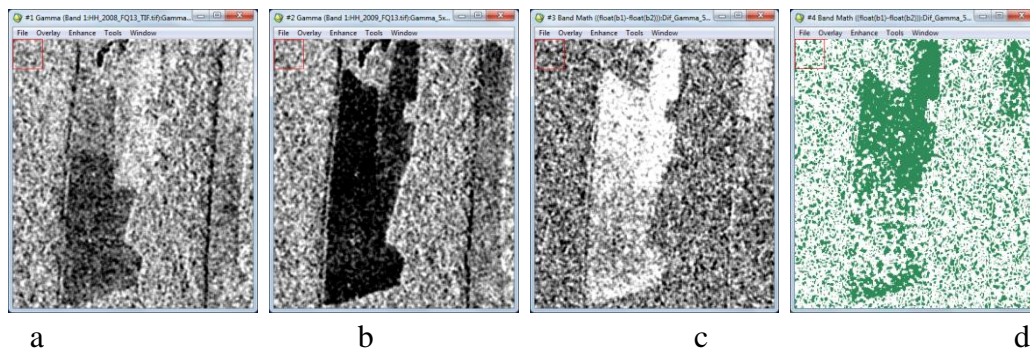 #1 Gamma (Band 1:HH_2008_FQ13_TIF.tif):Gamma...
File Overlay Enhance Tools Window
#2 Gamma (Band 1:HH_2009_FQ13.tif):Gamma_5x...
File Overlay Enhance Tools Window
#3 Band Math ((float(b1)-float(b2))):Dif_Gamma_5...
File Overlay Enhance Tools Window
#4 Band Math ((float(b1)-float(b2))):Dif_Gamma_5...
File Overlay Enhance Tools Window
a b c d